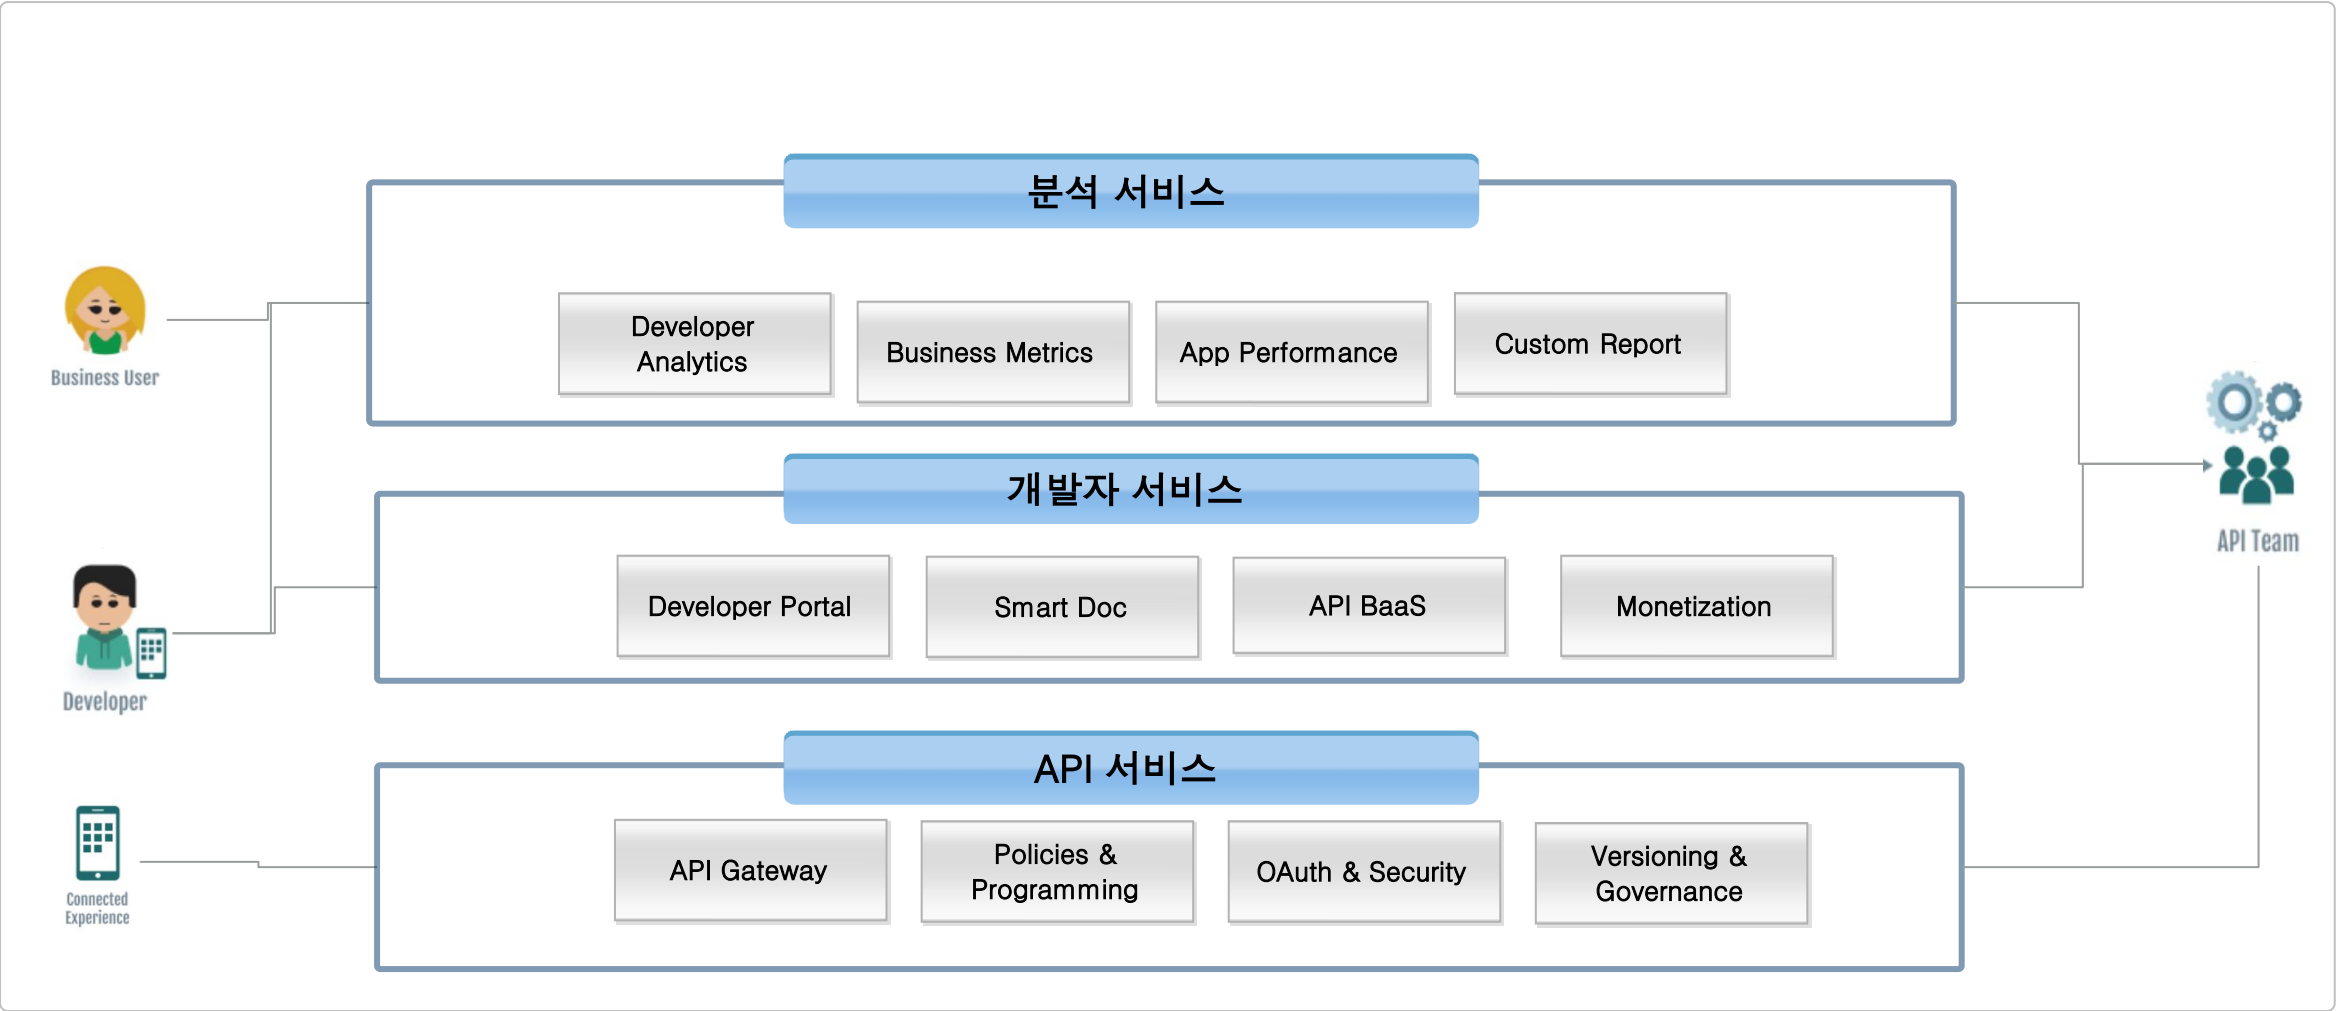 분석 서비스
Developer
Analytics
Business Metrics
App Performance
Custom Report
Business User
개발자 서비스
Developer Portal
Smart Doc
API BaaS
Monetization
API Team
Developer
API 서비스
API Gateway
Policies &
Programming
OAuth & Security
Versioning &
Governance
Connected
Experience